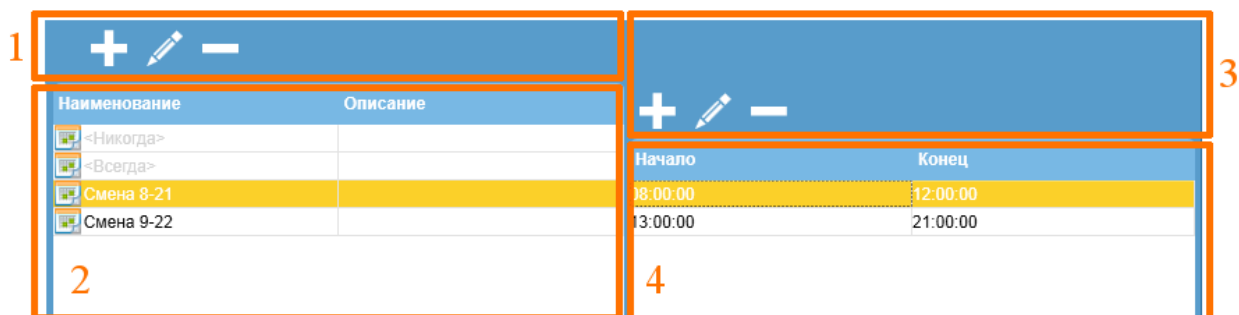 1
3
Наименование Описание
<Никогда>
<Всегда>
Начало Конец
Смена 8-21
08:00:00 12:00:00
Смена 9-22
13:00:00 21:00:00
2
4